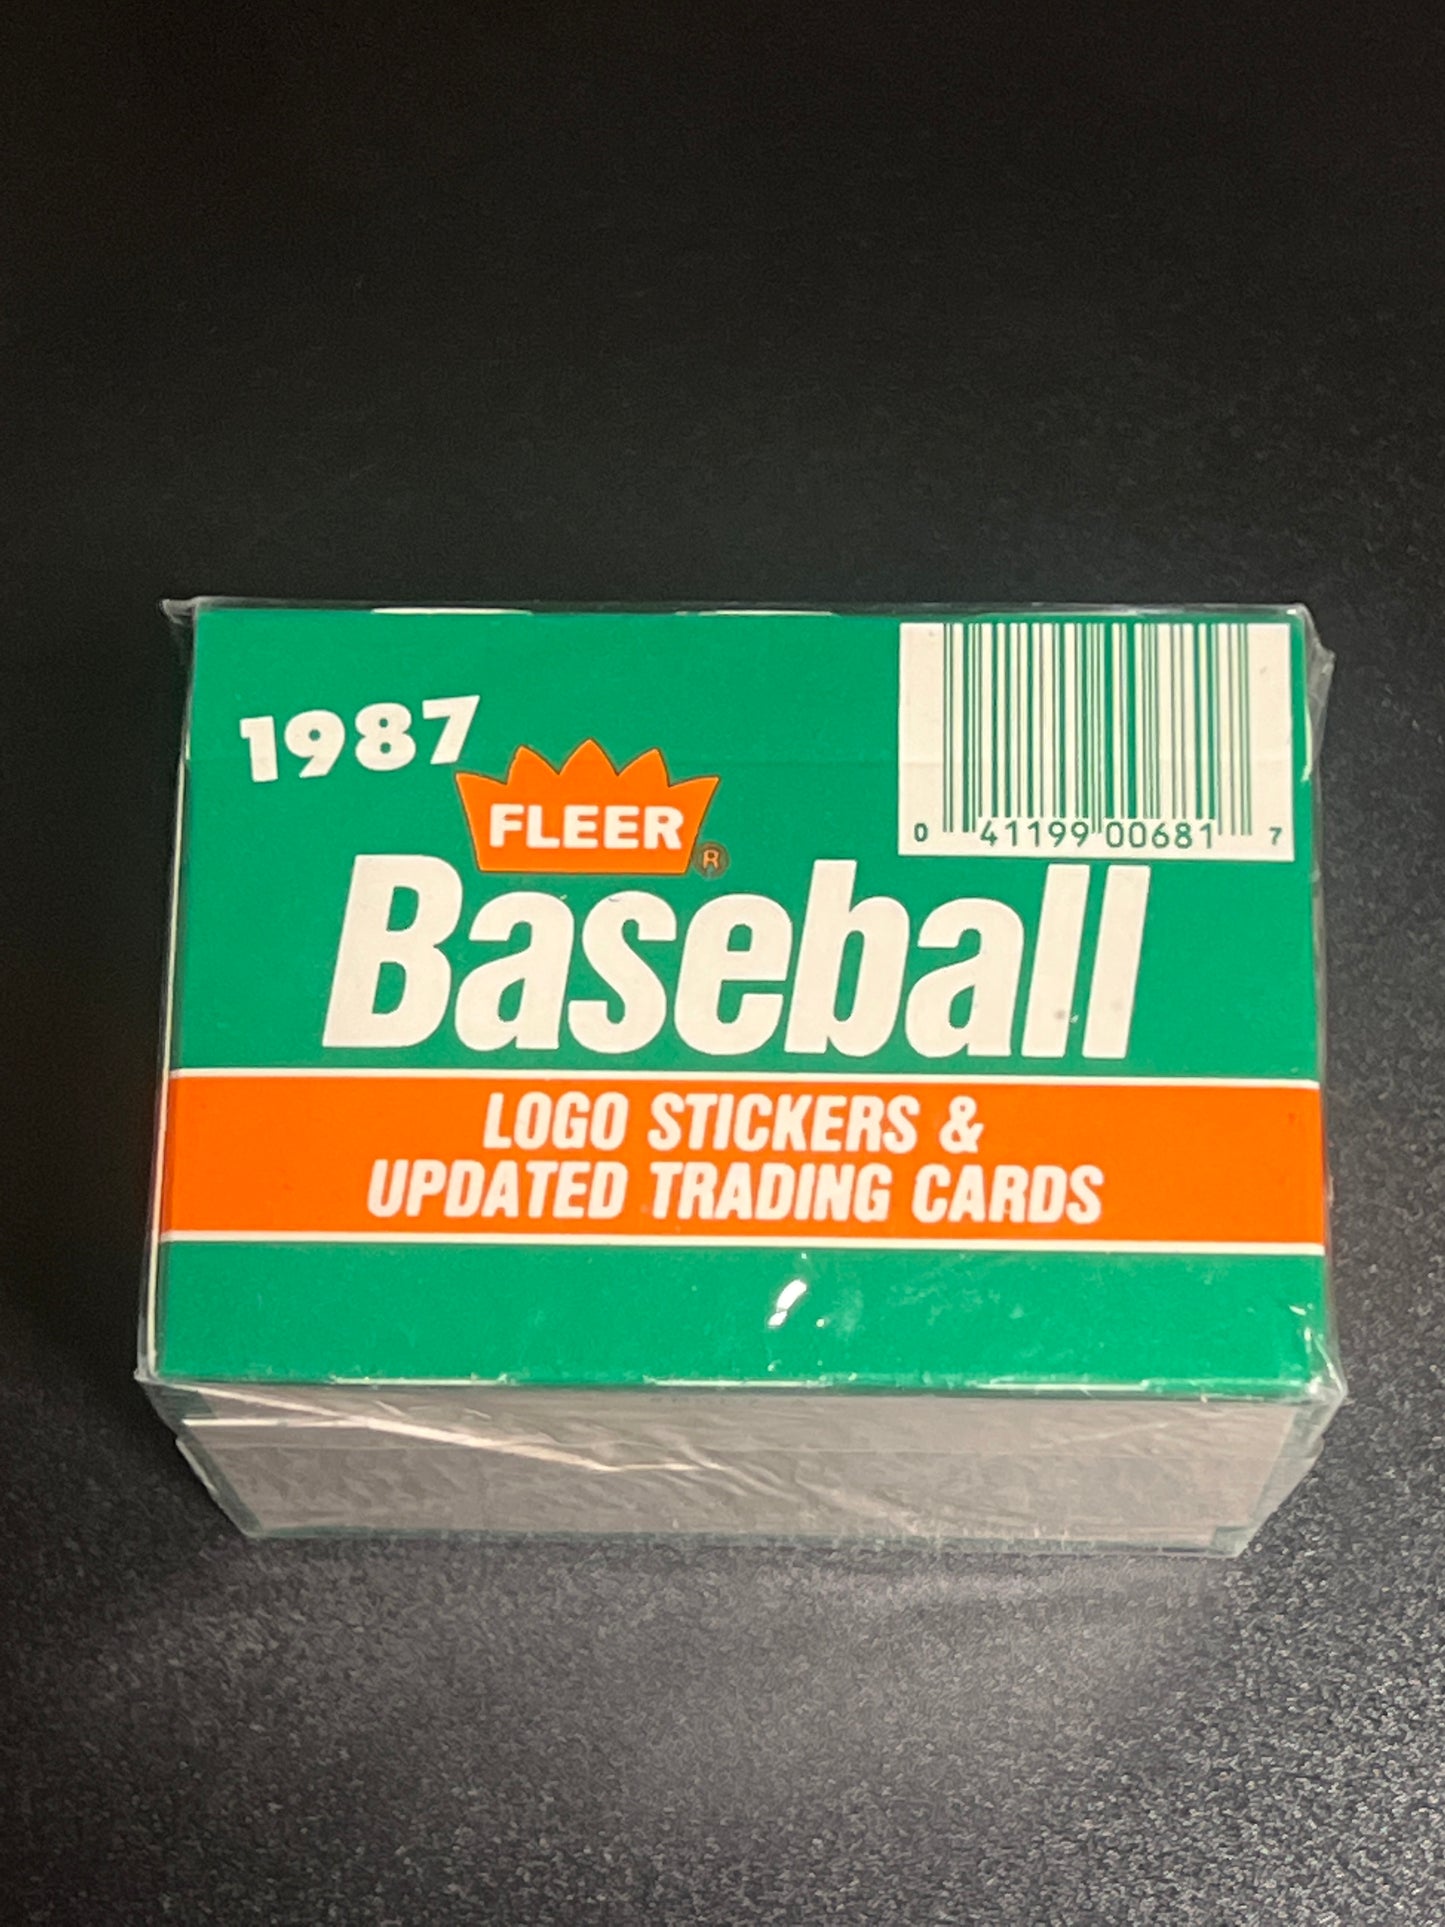 1987
FLEER
®
Baseball
LOGO STICKERS &
UPDATED TRADING CARDS
0 41199 00681 7